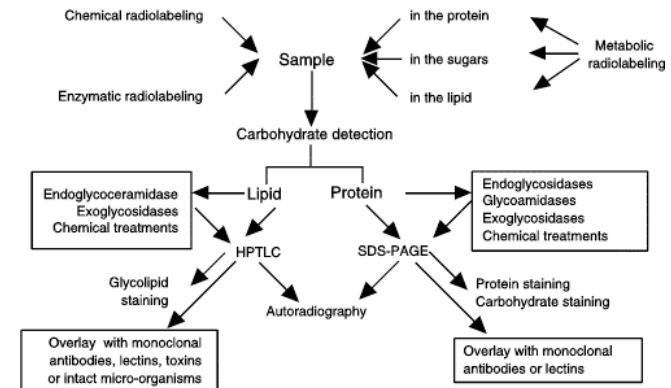 Chemical radiolabeling
in the protein
Metabolic
radiolabeling
Sample
in the sugars
Enzymatic radiolabeling
in the lipid
Carbohydrate detection
Endoglycoceramidase
Exoglycosidases
Chemical treatments
Lipid
Protein
Endoglycosidases
Glycoamidases
Exoglycosidases
Chemical treatments
HPTLC
SDS-PAGE
Glycolipid
staining
Autoradiography
Protein staining
Carbohydrate staining
Overlay with monoclonal
antibodies, lectins, toxins
or intact micro-organisms
Overlay with monoclonal
antibodies or lectins